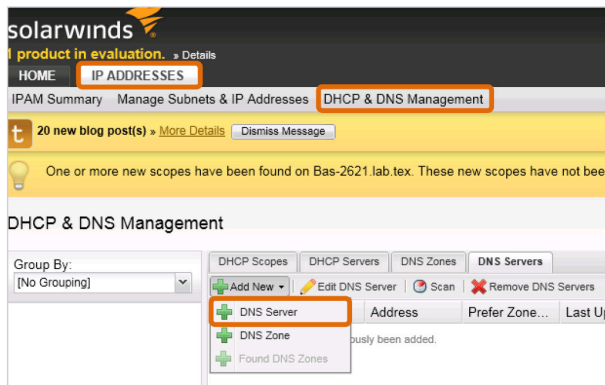 solarwinds
1 product in evaluation. » Details
HOME IP ADDRESSES
IPAM Summary Manage Subnets & IP Addresses DHCP & DNS Management
t 20 new blog post(s) » More Details Dismiss Message
One or more new scopes have been found on Bas-2621.lab.tex. These new scopes have not bee
DHCP & DNS Management
Group By:
[No Grouping]
DHCP Scopes DHCP Servers DNS Zones DNS Servers
Add New Edit DNS Server Scan Remove DNS Servers
DNS Server Address Prefer Zone... Last Up
DNS Zone ously been added.
Found DNS Zones